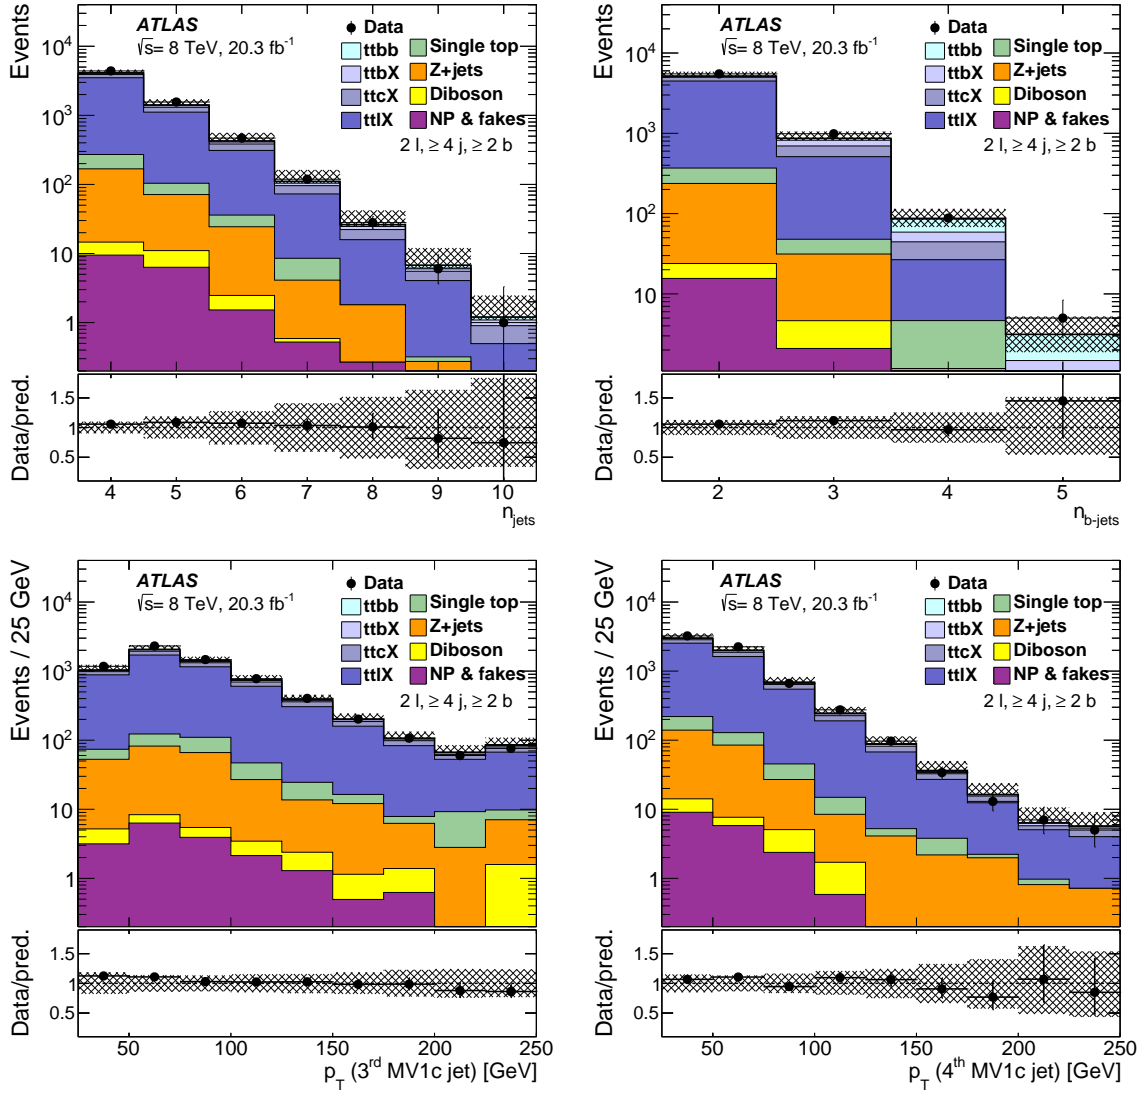 Events
ATLAS
√s= 8 TeV, 20.3 fb⁻¹
Data
ttbb
ttbX
ttcX
ttlX
Single top
Z+jets
Diboson
NP & fakes
2 l, ≥ 4 j, ≥ 2 b
10⁴
10³
10²
10
1
Data/pred.
1.5
1
0.5
4 5 6 7 8 9 10
n_jets
Events
ATLAS
√s= 8 TeV, 20.3 fb⁻¹
Data
ttbb
ttbX
ttcX
ttlX
Single top
Z+jets
Diboson
NP & fakes
2 l, ≥ 4 j, ≥ 2 b
10⁴
10³
10²
10
Data/pred.
1.5
1
0.5
2 3 4 5
n_b-jets
Events / 25 GeV
ATLAS
√s= 8 TeV, 20.3 fb⁻¹
Data
ttbb
ttbX
ttcX
ttlX
Single top
Z+jets
Diboson
NP & fakes
2 l, ≥ 4 j, ≥ 2 b
10⁴
10³
10²
10
1
Data/pred.
1.5
1
0.5
50 100 150 200 250
p_T (3ʳᵈ MV1c jet) [GeV]
Events / 25 GeV
ATLAS
√s= 8 TeV, 20.3 fb⁻¹
Data
ttbb
ttbX
ttcX
ttlX
Single top
Z+jets
Diboson
NP & fakes
2 l, ≥ 4 j, ≥ 2 b
10⁴
10³
10²
10
1
Data/pred.
1.5
1
0.5
50 100 150 200 250
p_T (4ᵗʰ MV1c jet) [GeV]